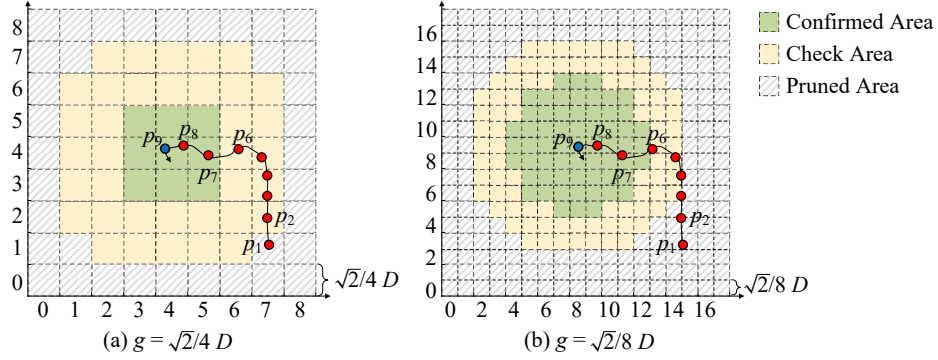 8
7
6
5
4
3
2
1
0
p9
p8
p6
p7
p2
p1
√2/4 D
0 1 2 3 4 5 6 7 8
(a) g = √2/4 D
16
14
12
10
8
6
4
2
0
p9
p8
p6
p7
p2
p1
√2/8 D
0 2 4 6 8 10 12 14 16
(b) g = √2/8 D
Confirmed Area
Check Area
Pruned Area